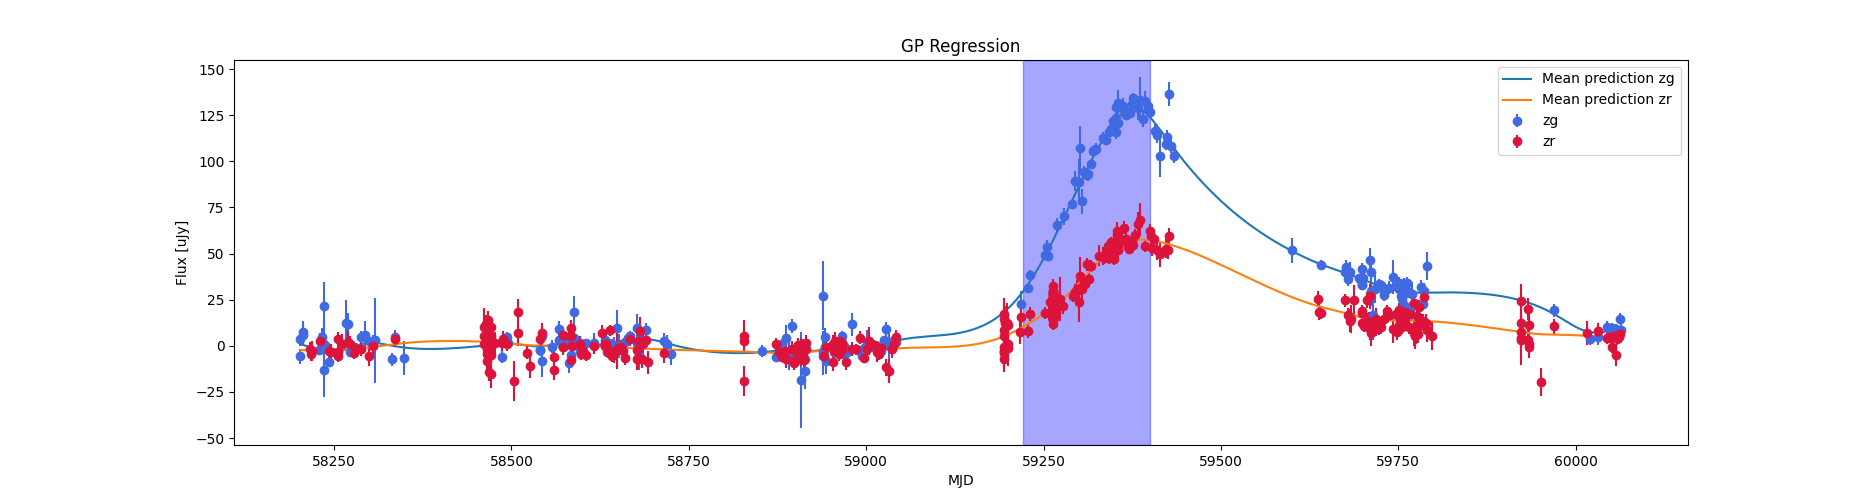 GP Regression
150
125
100
75
50
25
0
−25
−50
Flux [uJy]
58250 58500 58750 59000 59250 59500 59750 60000
MJD
Mean prediction zg
Mean prediction zr
zg
zr